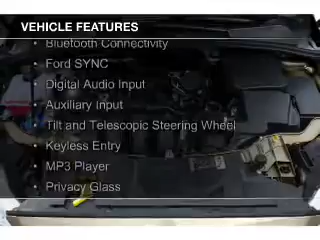 VEHICLE FEATURES
• Bluetooth Connectivity
• Ford SYNC
• Digital Audio Input
• Auxiliary Input
• Tilt and Telescopic Steering Wheel
• Keyless Entry
• MP3 Player
• Privacy Glass